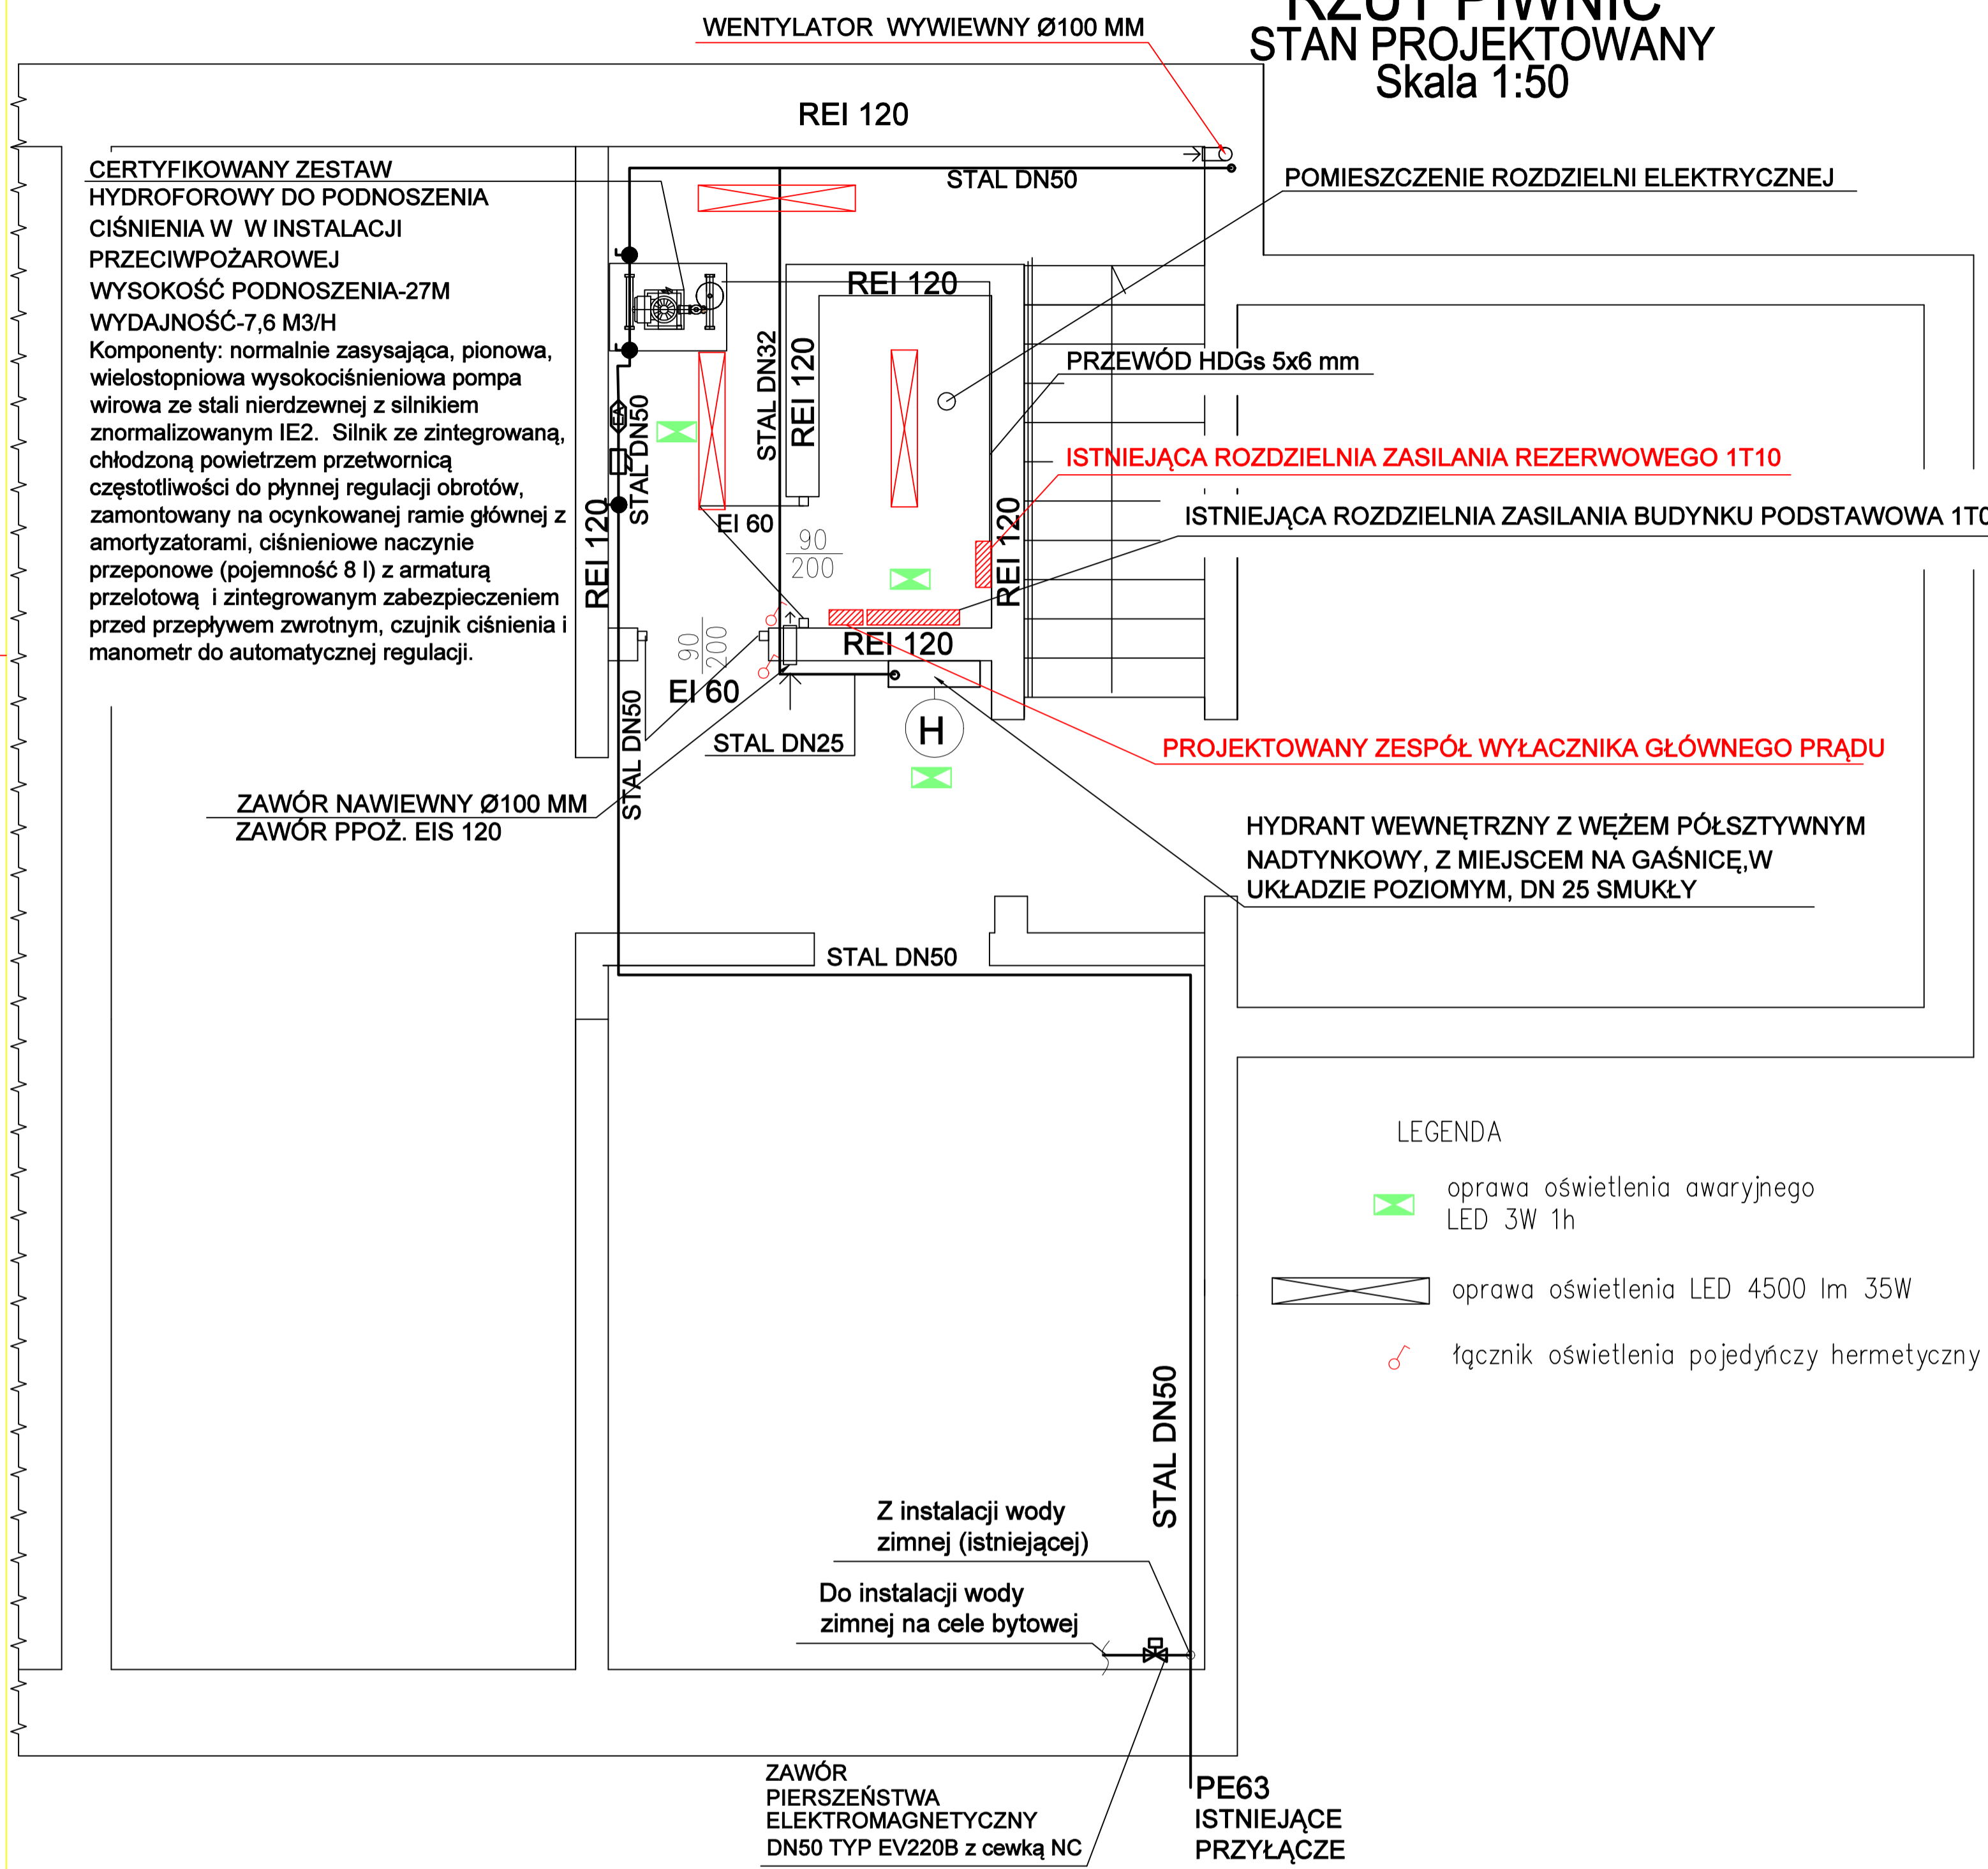 RZUT PIWNIC
STAN PROJEKTOWANY
Skala 1:50
WENTYLATOR WYWIEWNY Ø100 MM
REI 120
CERTYFIKOWANY ZESTAW
HYDROFOROWY DO PODNOSZENIA
CIŚNIENIA W W INSTALACJI
PRZECIWPOŻAROWEJ
WYSOKOŚĆ PODNOSZENIA-27M
WYDAJNOŚĆ-7,6 M3/H
Komponenty: normalnie zasysająca, pionowa,
wielostopniowa wysokociśnieniowa pompa
wirowa ze stali nierdzewnej z silnikiem
znormalizowanym IE2. Silnik ze zintegrowaną,
chłodzoną powietrzem przetwornicą
częstotliwości do płynnej regulacji obrotów,
zamontowany na ocynkowanej ramie głównej z
amortyzatorami, ciśnieniowe naczynie
przeponowe (pojemność 8 l) z armaturą
przelotową i zintegrowanym zabezpieczeniem
przed przepływem zwrotnym, czujnik ciśnienia i
manometr do automatycznej regulacji.
STAL DN50
POMIESZCZENIE ROZDZIELNI ELEKTRYCZNEJ
REI 120
STAL DN32
REI 120
PRZEWÓD HDGs 5x6 mm
EA
STAL DN50
REI 120
ISTNIEJĄCA ROZDZIELNIA ZASILANIA REZERWOWEGO 1T10
ISTNIEJĄCA ROZDZIELNIA ZASILANIA BUDYNKU PODSTAWOWA 1T0
EI 60
90
200
REI 120
REI 120
90
200
EI 60
STAL DN50
STAL DN25
H
PROJEKTOWANY ZESPÓŁ WYŁACZNIKA GŁÓWNEGO PRĄDU
ZAWÓR NAWIEWNY Ø100 MM
ZAWÓR PPOŻ. EIS 120
HYDRANT WEWNĘTRZNY Z WĘŻEM PÓŁSZTYWNYM
NADTYNKOWY, Z MIEJSCEM NA GAŚNICĘ,W
UKŁADZIE POZIOMYM, DN 25 SMUKŁY
STAL DN50
LEGENDA
oprawa oświetlenia awaryjnego
LED 3W 1h
oprawa oświetlenia LED 4500 lm 35W
łącznik oświetlenia pojedyńczy hermetyczny
STAL DN50
Z instalacji wody
zimnej (istniejącej)
Do instalacji wody
zimnej na cele bytowej
ZAWÓR
PIERSZEŃSTWA
ELEKTROMAGNETYCZNY
DN50 TYP EV220B z cewką NC
PE63
ISTNIEJĄCE
PRZYŁĄCZE